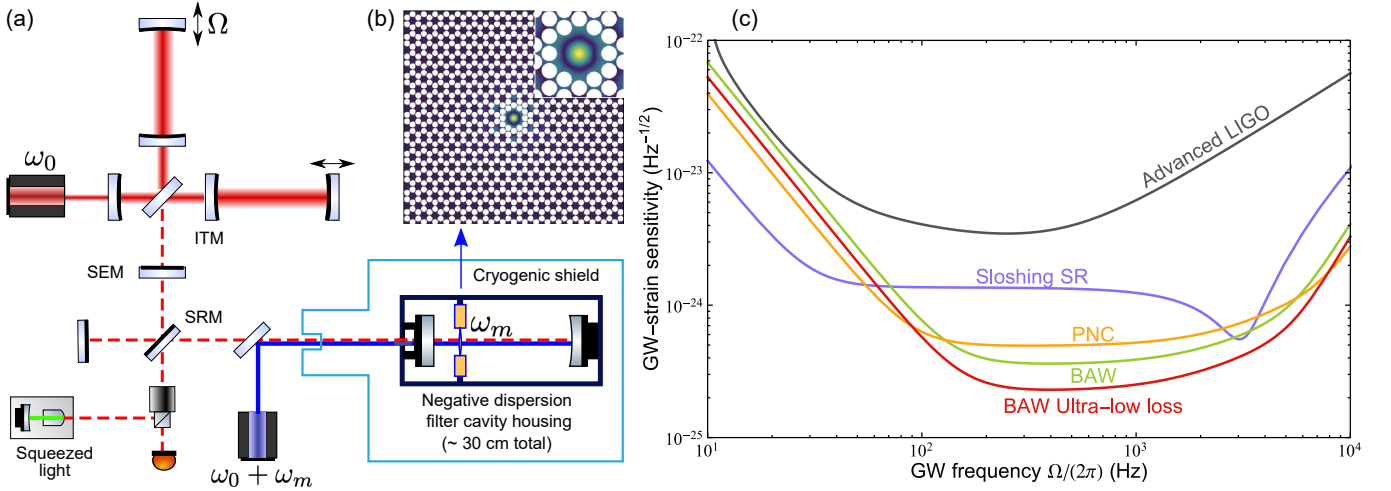 (a)
Ω
ω₀
ITM
SEM
SRM
Squeezed
light
ω₀ + ωₘ
(b)
Cryogenic shield
ωₘ
Negative dispersion
filter cavity housing
(~ 30 cm total)
(c)
GW−strain sensitivity (Hz⁻¹/²)
10⁻²²
10⁻²³
10⁻²⁴
10⁻²⁵
Advanced LIGO
Sloshing SR
PNC
BAW
BAW Ultra−low loss
10¹
10²
10³
10⁴
GW frequency Ω/(2π) (Hz)